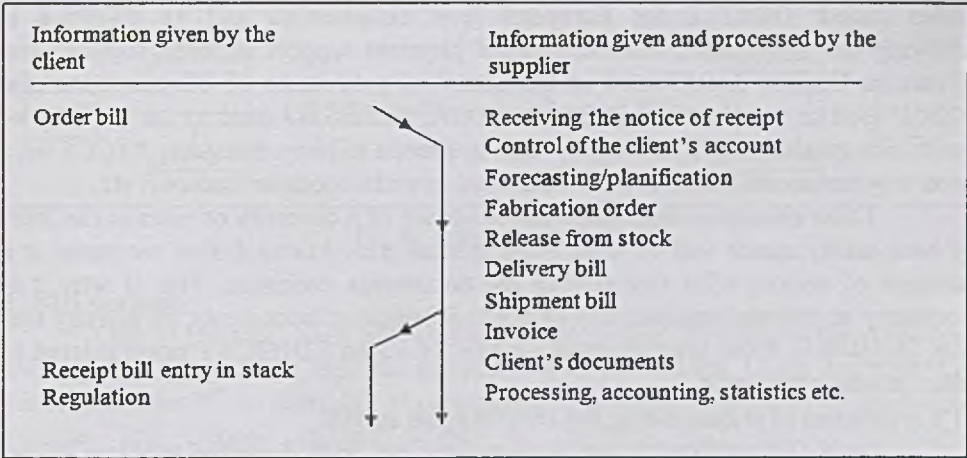 Information given by the
client
Information given and processed by the
supplier
Order bill
Receiving the notice of receipt
Control of the client's account
Forecasting/planification
Fabrication order
Release from stock
Delivery bill
Shipment bill
Invoice
Client's documents
Processing, accounting, statistics etc.
Receipt bill entry in stack
Regulation